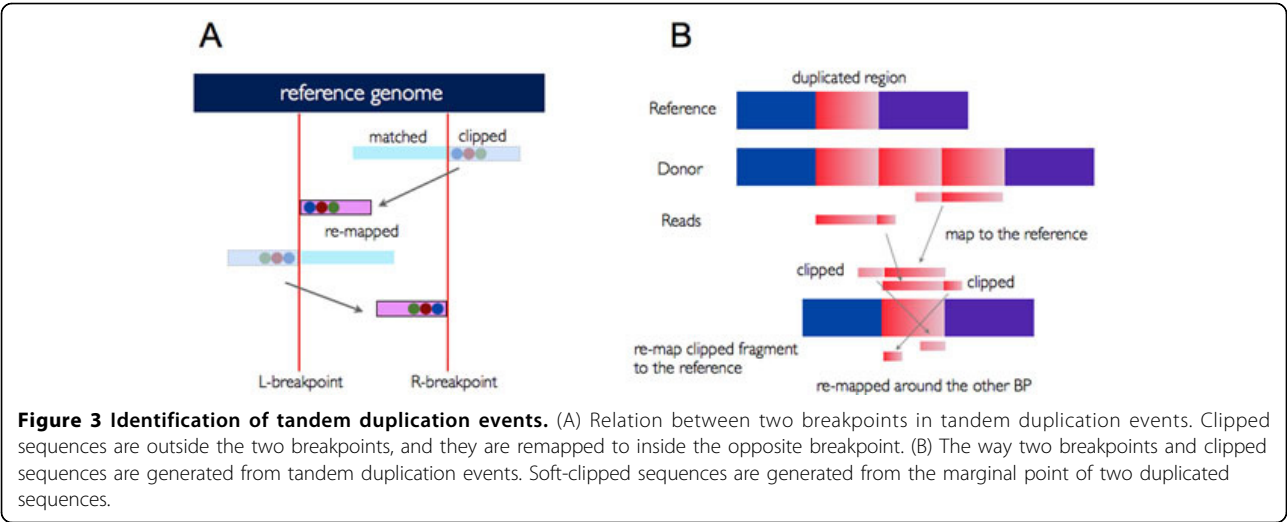 A
reference genome
matched
clipped
re-mapped
L-breakpoint
R-breakpoint
B
duplicated region
Reference
Donor
Reads
map to the reference
clipped
clipped
re-map clipped fragment
to the reference
re-mapped around the other BP
Figure 3 Identification of tandem duplication events. (A) Relation between two breakpoints in tandem duplication events. Clipped
sequences are outside the two breakpoints, and they are remapped to inside the opposite breakpoint. (B) The way two breakpoints and clipped
sequences are generated from tandem duplication events. Soft-clipped sequences are generated from the marginal point of two duplicated
sequences.